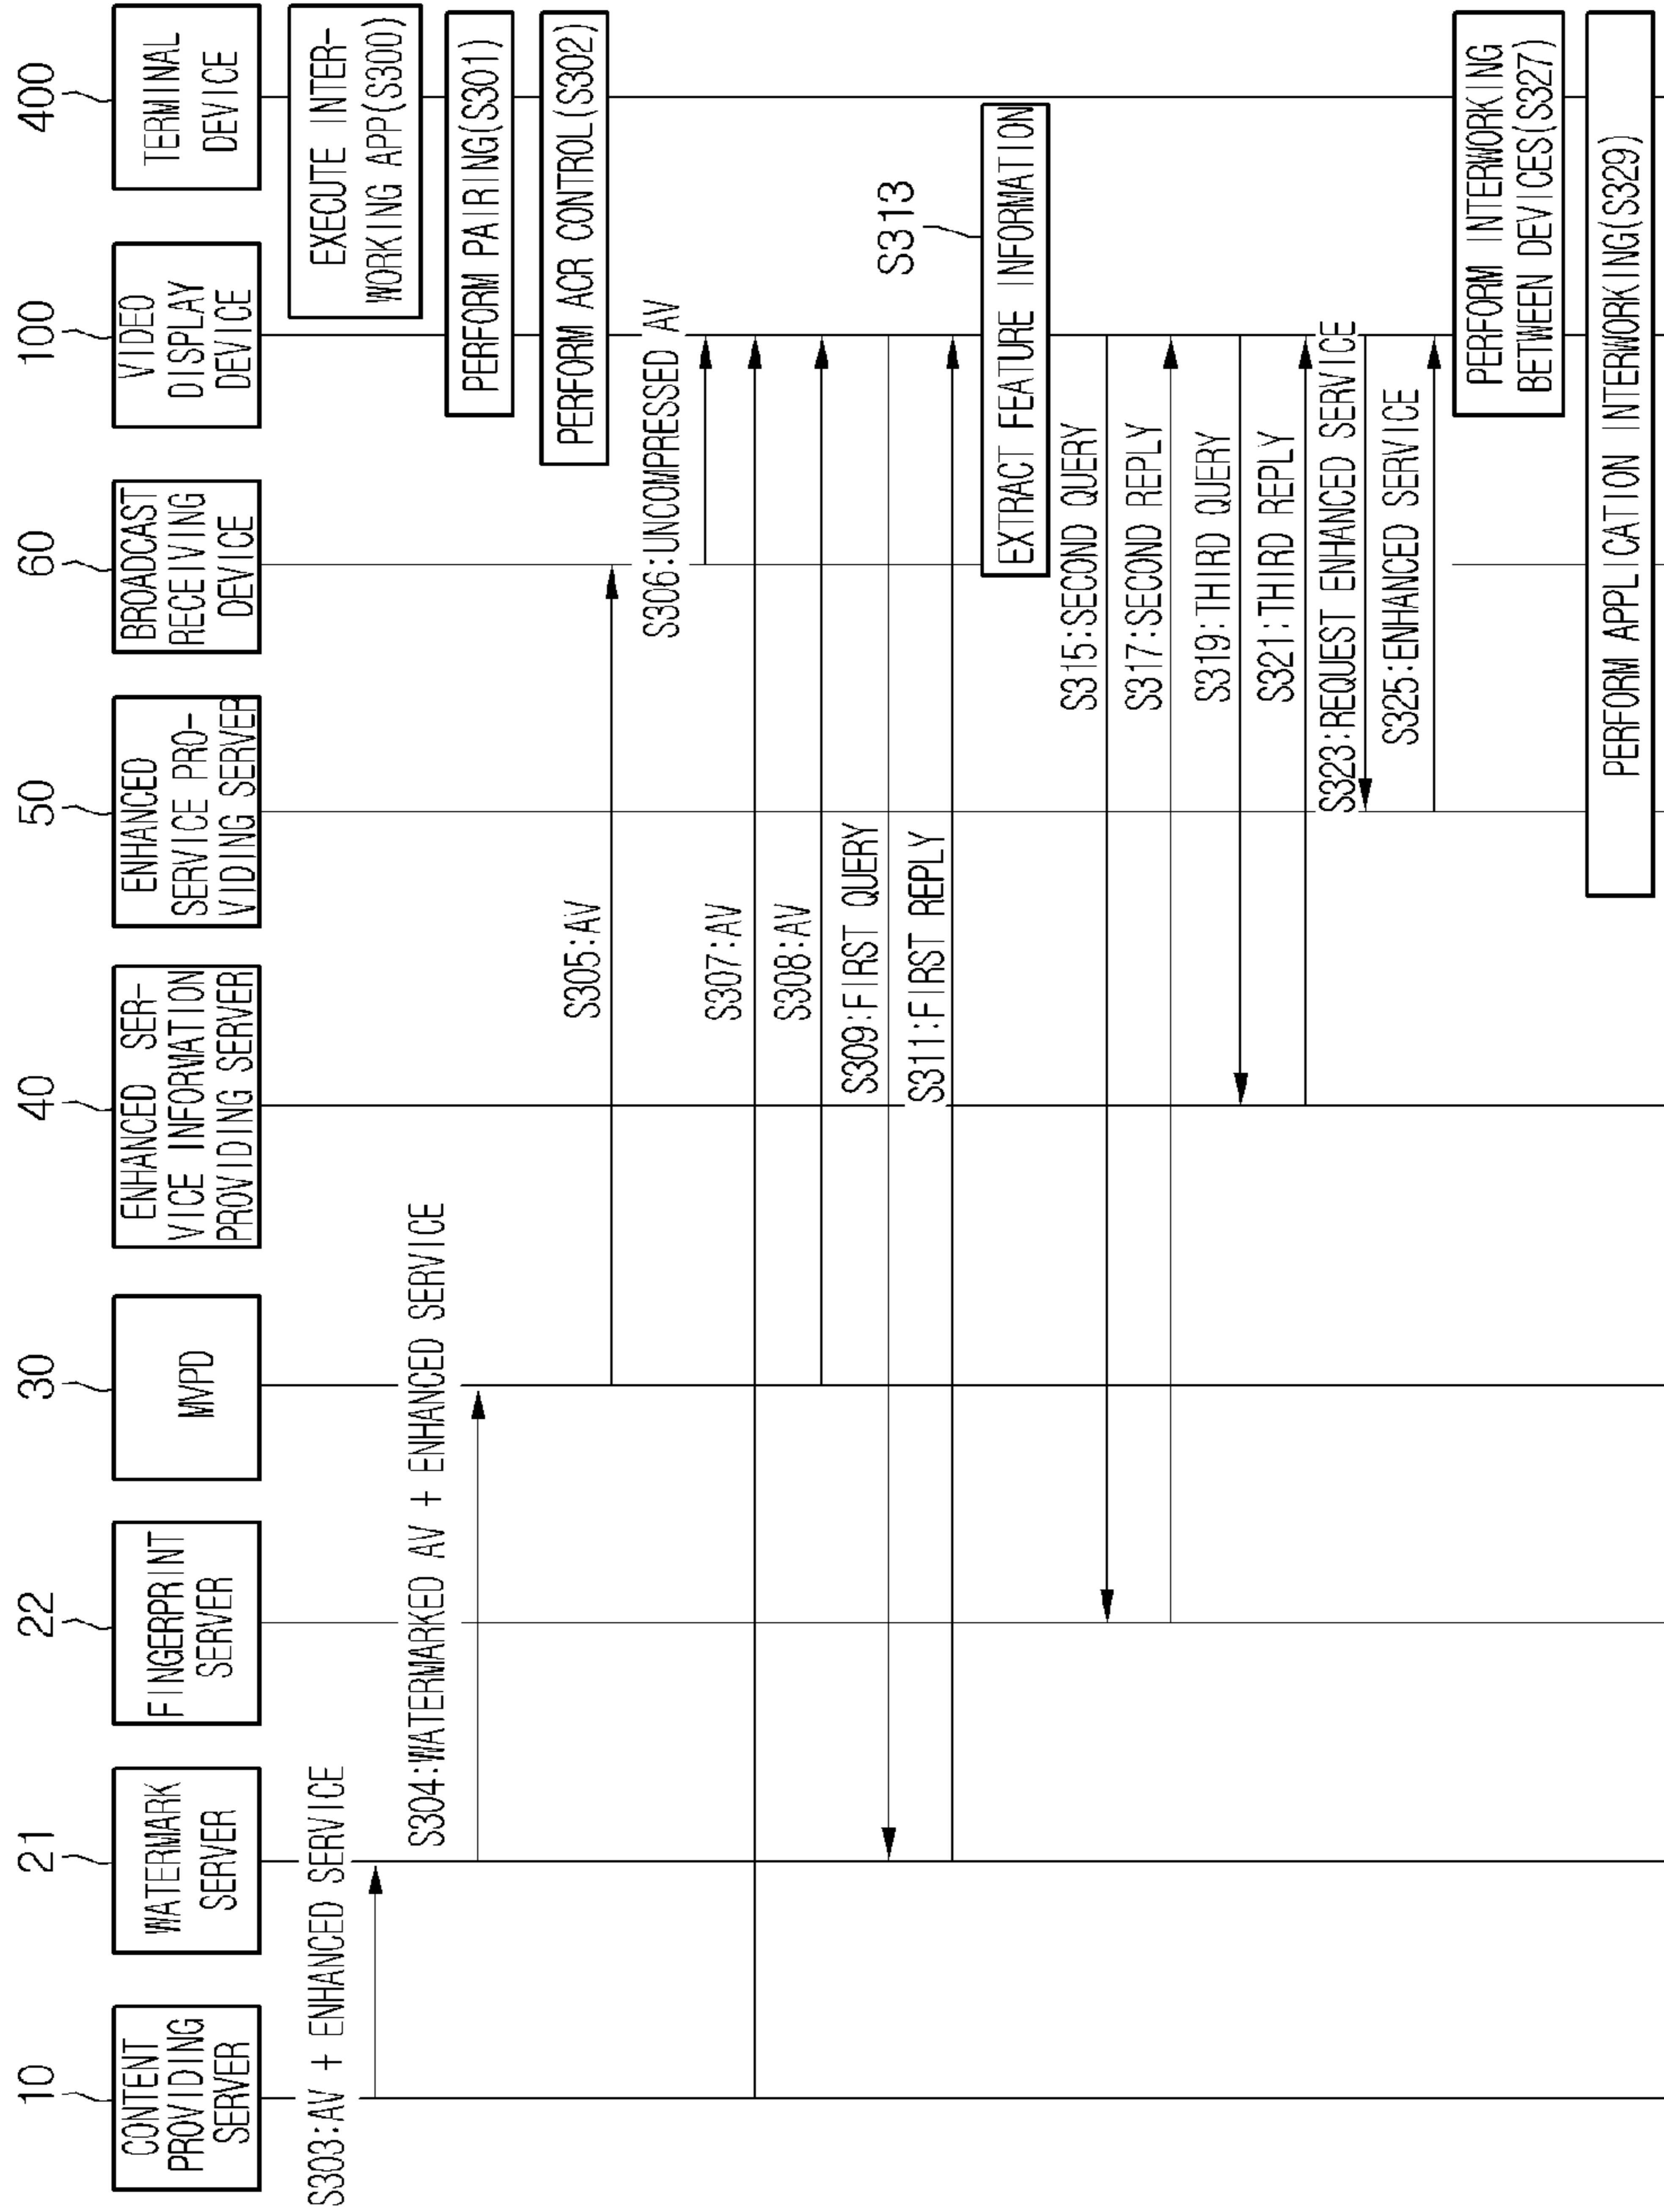 10
CONTENT
PROVIDING
SERVER
21
WATERMARK
SERVER
22
FINGERPRINT
SERVER
30
MVPD
40
ENHANCED SER-
VICE INFORMATION
PROVIDING SERVER
50
ENHANCED
SERVICE PRO-
VIDING SERVER
60
BROADCAST
RECEIVING
DEVICE
100
VIDEO
DISPLAY
DEVICE
400
TERMINAL
DEVICE
EXECUTE INTER-
WORKING APP(S300)
PERFORM PAIRING(S301)
PERFORM ACR CONTROL(S302)
S303:AV + ENHANCED SERVICE
S304:WATERMARKED AV + ENHANCED SERVICE
S305:AV
S306:UNCOMPRESSED AV
S307:AV
S308:AV
S309:FIRST QUERY
S311:FIRST REPLY
S313
EXTRACT FEATURE INFORMATION
S315:SECOND QUERY
S317:SECOND REPLY
S319:THIRD QUERY
S321:THIRD REPLY
S323:REQUEST ENHANCED SERVICE
S325:ENHANCED SERVICE
PERFORM INTERWORKING
BETWEEN DEVICES(S327)
PERFORM APPLICATION INTERWORKING(S329)